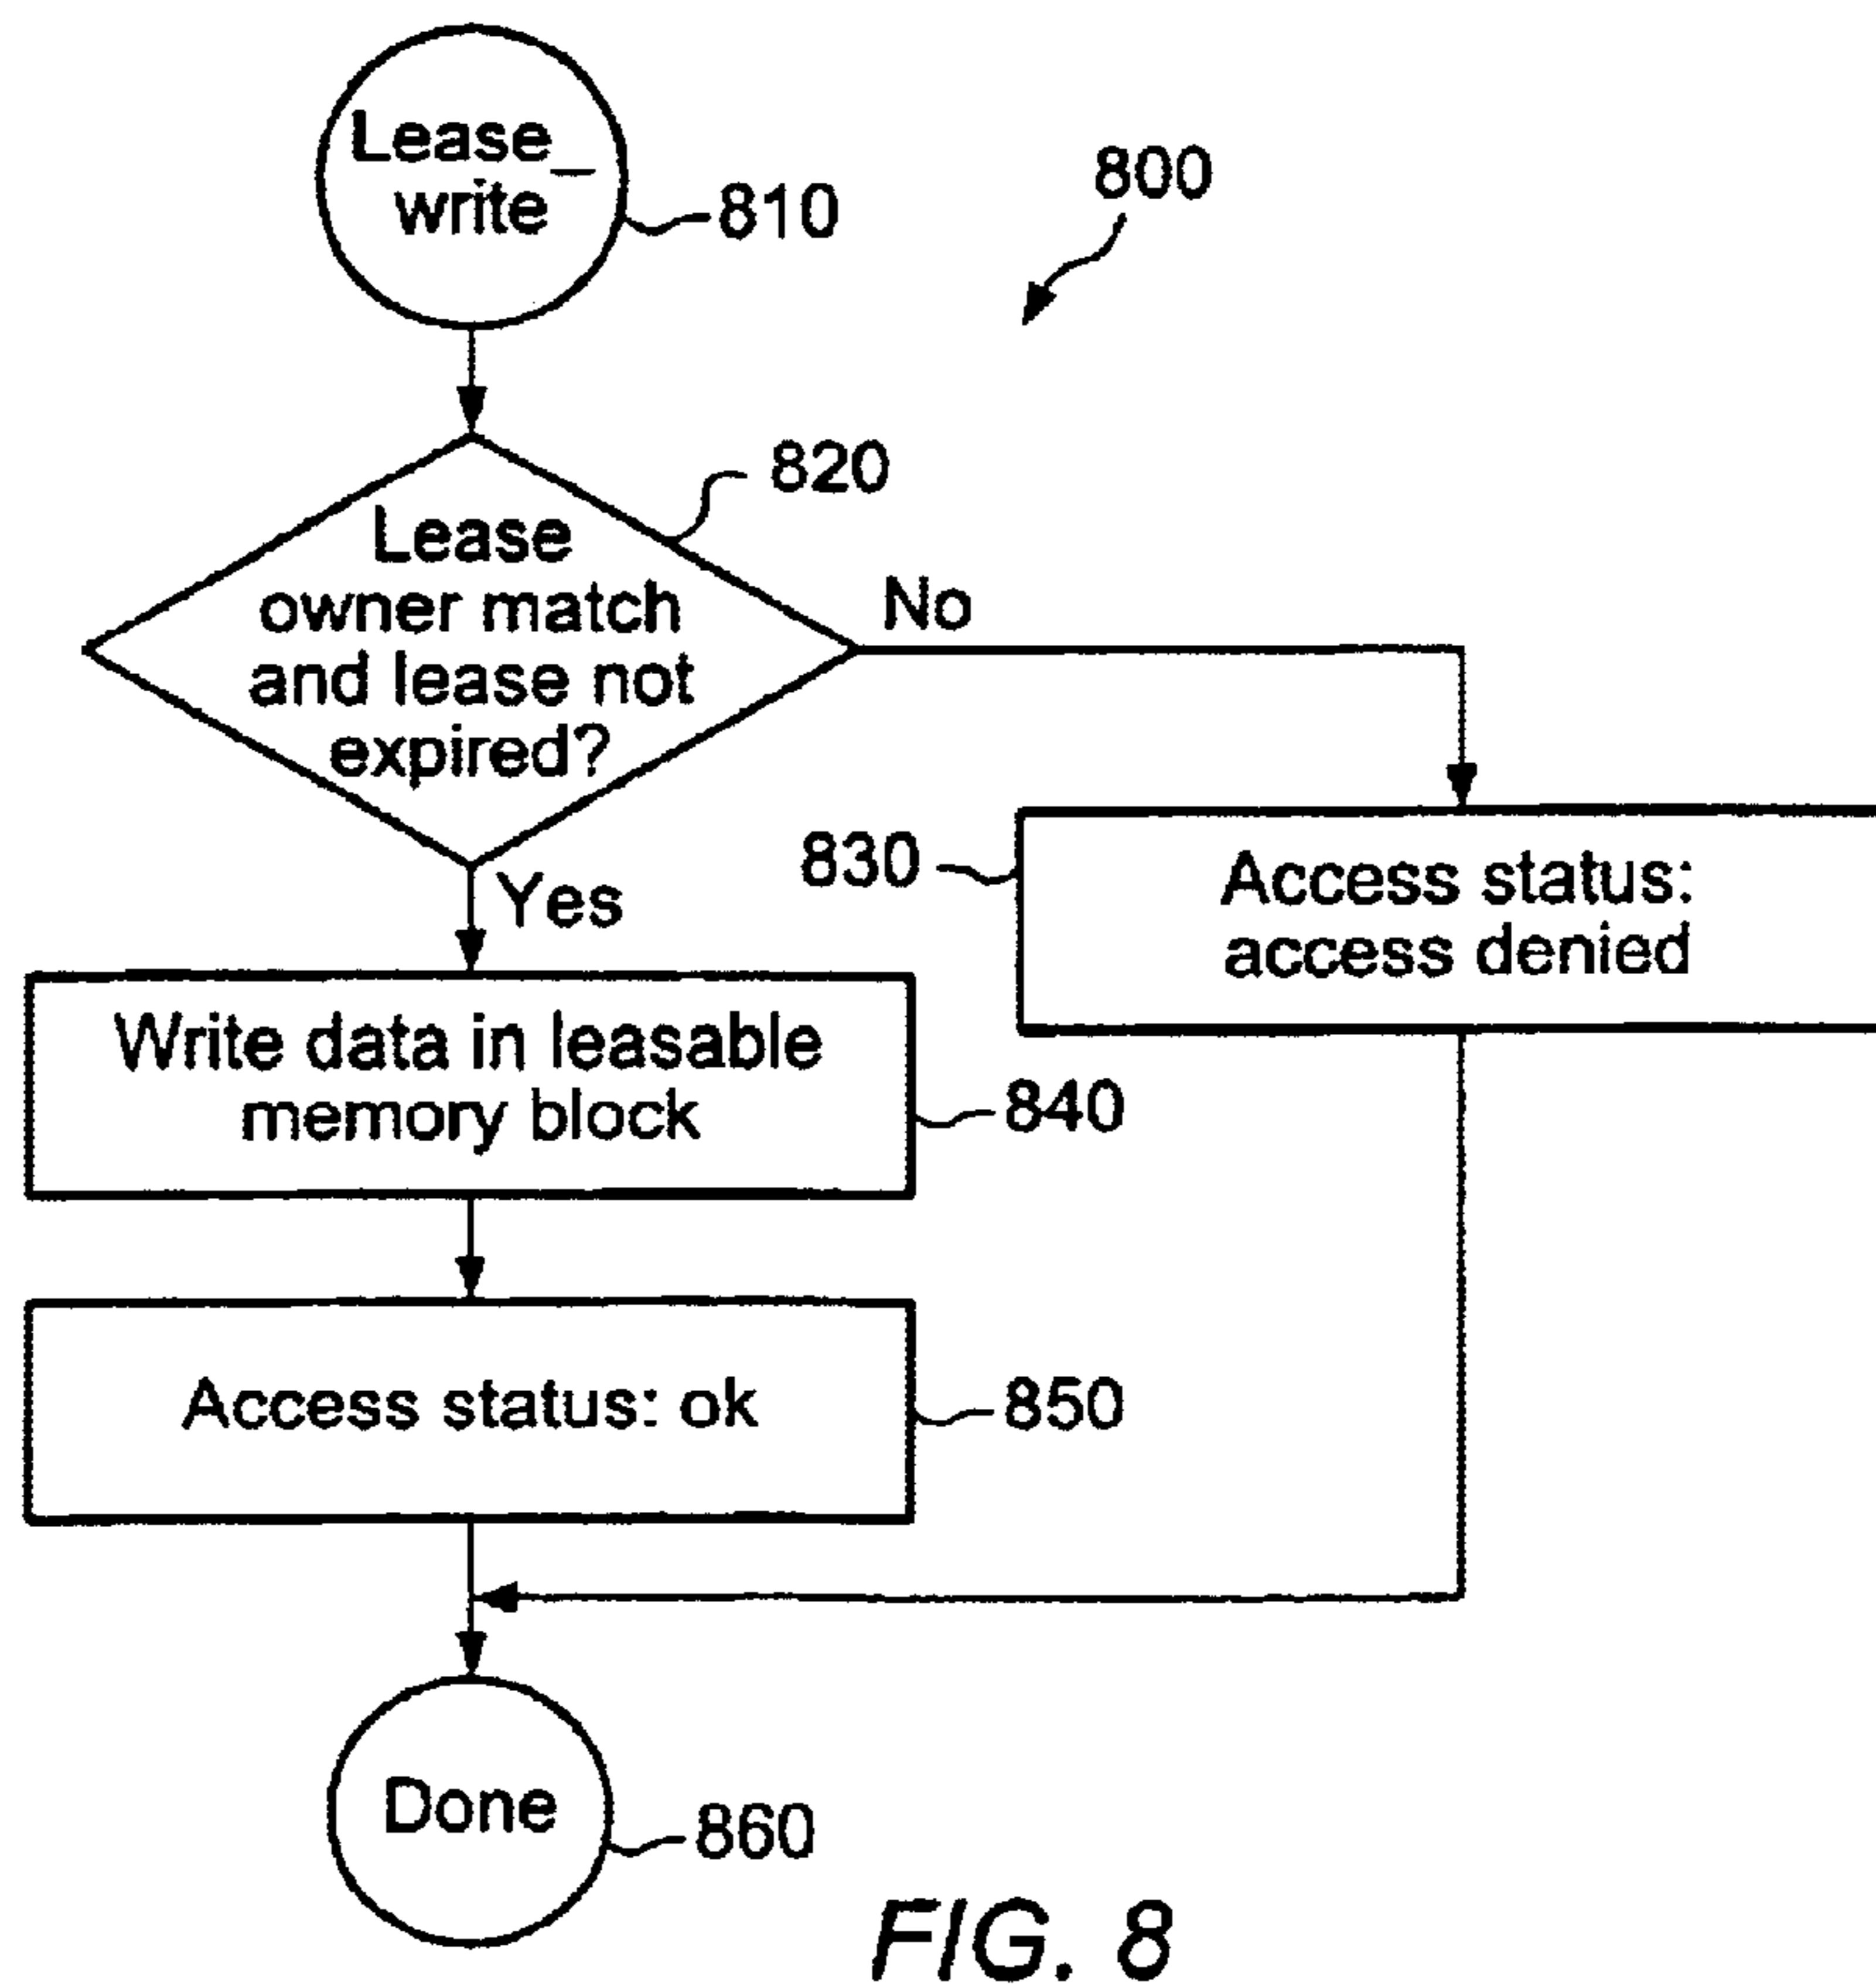 Lease_
write
810
800
820
Lease
owner match
and lease not
expired?
No
Yes
830
Access status:
access denied
Write data in leasable
memory block
840
Access status: ok
850
Done
860
FIG. 8